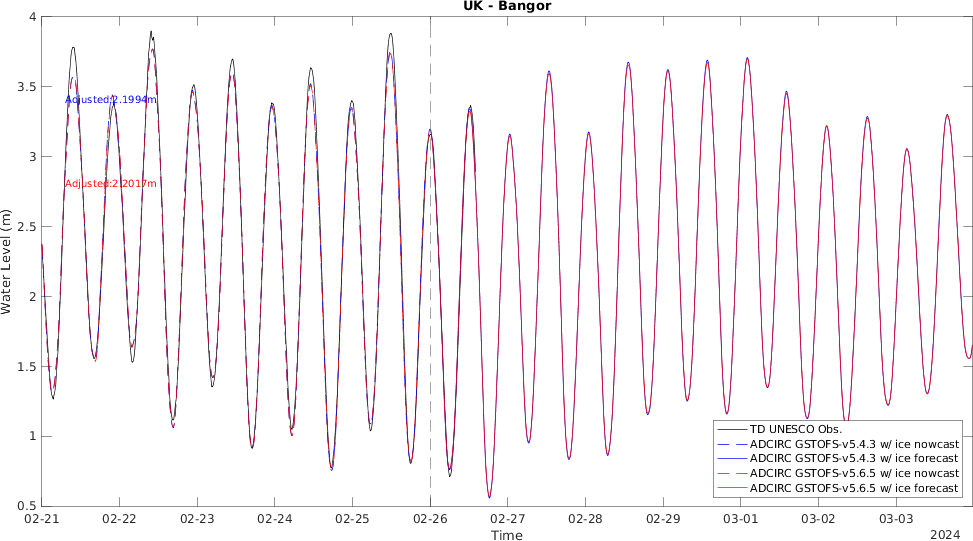 UK - Bangor
4
3.5
3
2.5
2
1.5
1
0.5
Water Level (m)
Adjusted:2.1994m
Adjusted:2.2017m
TD UNESCO Obs.
ADCIRC GSTOFS-v5.4.3 w/ ice nowcast
ADCIRC GSTOFS-v5.4.3 w/ ice forecast
ADCIRC GSTOFS-v5.6.5 w/ ice nowcast
ADCIRC GSTOFS-v5.6.5 w/ ice forecast
02-21 02-22 02-23 02-24 02-25 02-26 02-27 02-28 02-29 03-01 03-02 03-03
Time
2024